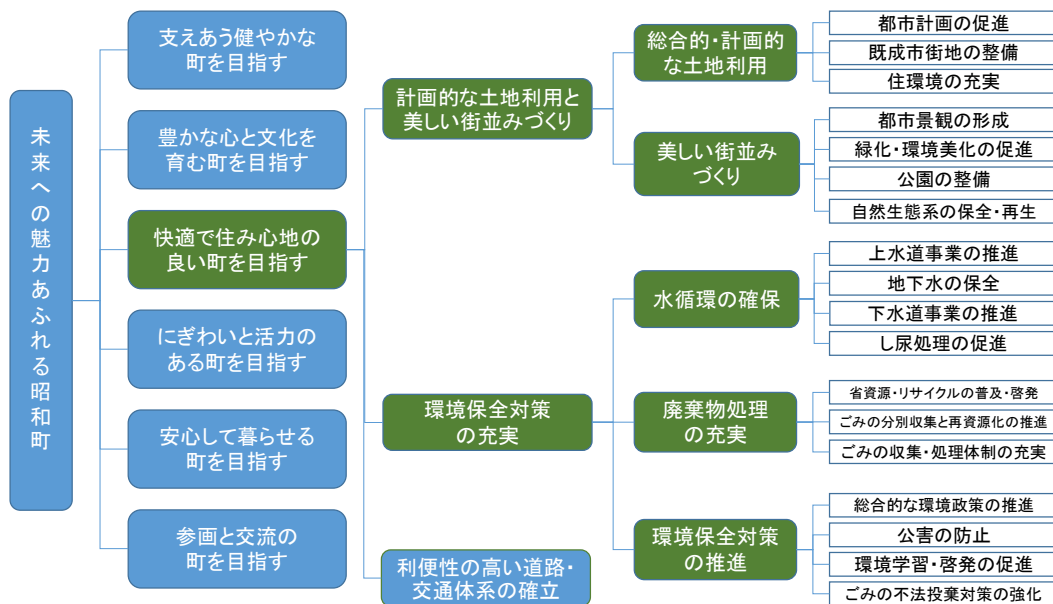 未来への魅力あふれる昭和町
支えあう健やかな
町を目指す
豊かな心と文化を
育む町を目指す
快適で住み心地の
良い町を目指す
にぎわいと活力の
ある町を目指す
安心して暮らせる
町を目指す
参画と交流の
町を目指す
計画的な土地利用と
美しい街並みづくり
環境保全対策
の充実
利便性の高い道路・
交通体系の確立
総合的・計画的
な土地利用
美しい街並み
づくり
水循環の確保
廃棄物処理
の充実
環境保全対策
の推進
都市計画の促進
既成市街地の整備
住環境の充実
都市景観の形成
緑化・環境美化の促進
公園の整備
自然生態系の保全・再生
上水道事業の推進
地下水の保全
下水道事業の推進
し尿処理の促進
省資源・リサイクルの普及・啓発
ごみの分別収集と再資源化の推進
ごみの収集・処理体制の充実
総合的な環境政策の推進
公害の防止
環境学習・啓発の促進
ごみの不法投棄対策の強化